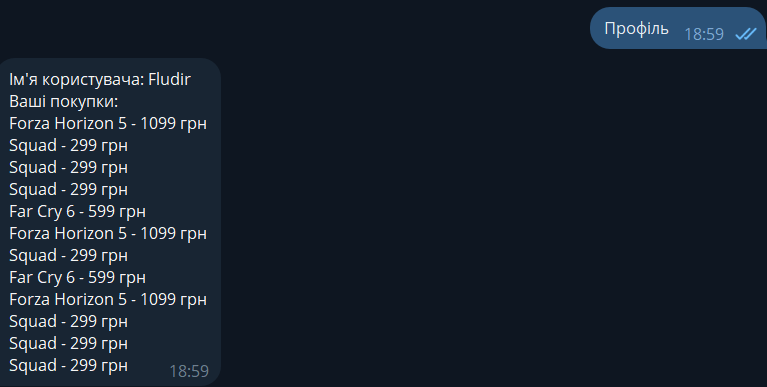 Профіль 18:59
Ім'я користувача: Fludir
Ваші покупки:
Forza Horizon 5 - 1099 грн
Squad - 299 грн
Squad - 299 грн
Squad - 299 грн
Far Cry 6 - 599 грн
Forza Horizon 5 - 1099 грн
Squad - 299 грн
Far Cry 6 - 599 грн
Forza Horizon 5 - 1099 грн
Squad - 299 грн
Squad - 299 грн
Squad - 299 грн 18:59